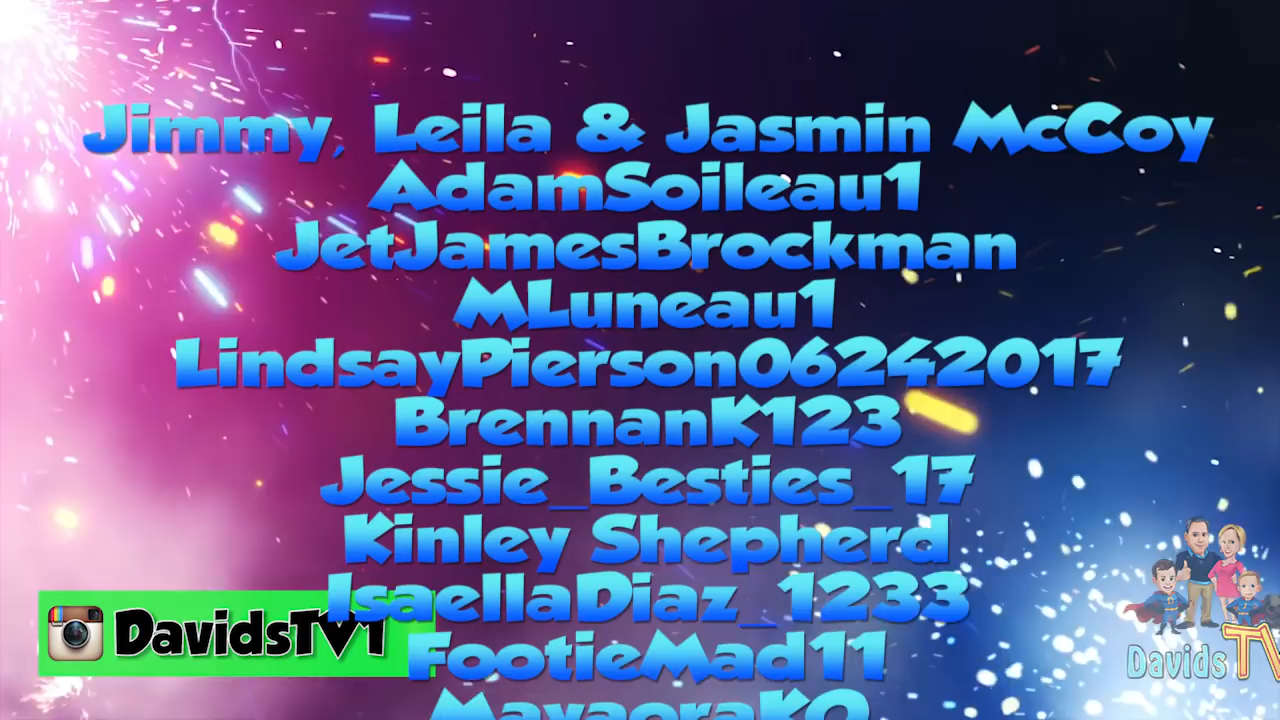 Jimmy, Leila & Jasmin McCoy
AdamSoileau1
JetJamesBrockman
MLuneau1
LindsayPierson06242017
BrennanK123
Jessie_Besties_17
Kinley Shepherd
IsaellaDiaz_1233
DavidsTV1
FootieMad11
Davids TV